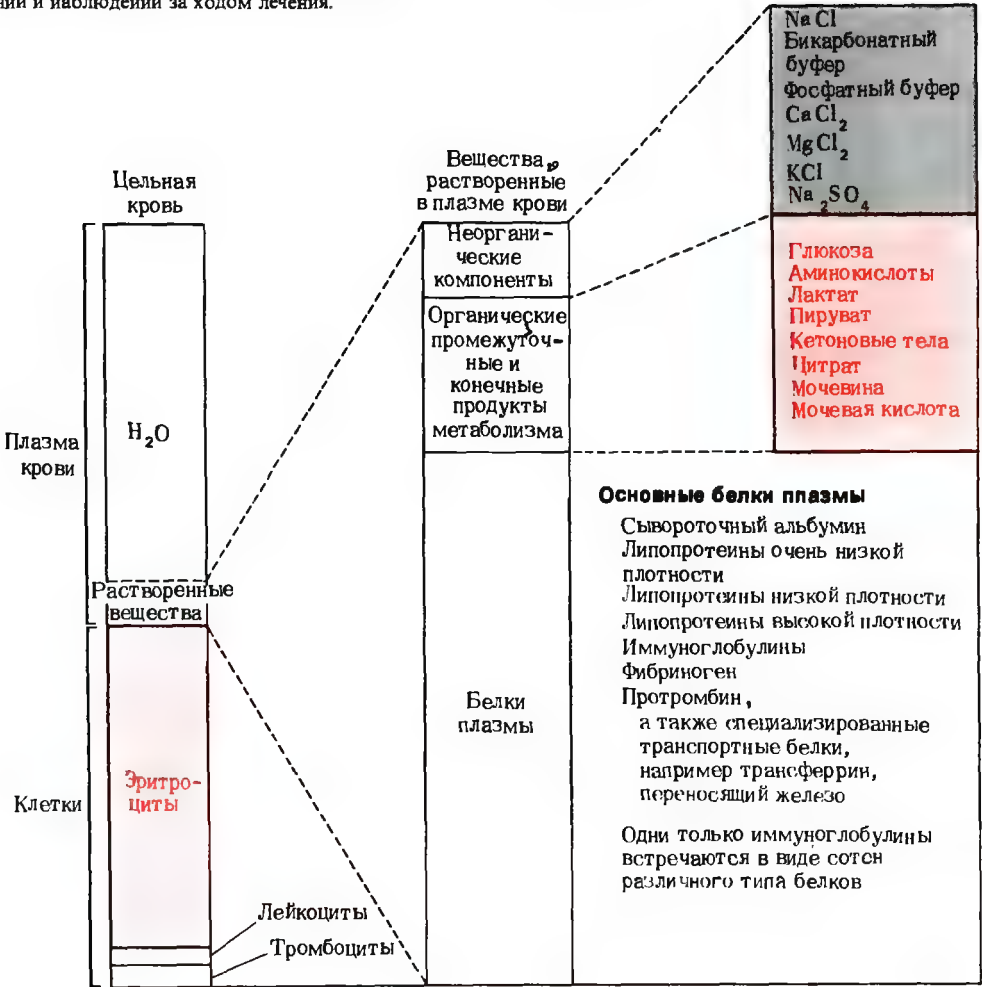 ний и наблюдений за ходом лечения.
Цельная
кровь
Плазма
крови
H₂O
Растворенные
вещества
Клетки
Эритро-
циты
Лейкоциты
Тромбоциты
Вещества,
растворенные
в плазме крови
Неоргани-
ческие
компоненты
Органические
промежуточ-
ные и
конечные
продукты
метаболизма
Белки
плазмы
NaCl
Бикарбонатный
буфер
Фосфатный буфер
CaCl₂
MgCl₂
KCl
Na₂SO₄
Глюкоза
Аминокислоты
Лактат
Пируват
Кетоновые тела
Цитрат
Мочевина
Мочевая кислота
Основные белки плазмы
Сывороточный альбумин
Липопротеины очень низкой
плотности
Липопротеины низкой плотности
Липопротеины высокой плотности
Иммуноглобулины
Фибриноген
Протромбин,
а также специализированные
транспортные белки,
например трансферрин,
переносящий железо
Одни только иммуноглобулины
встречаются в виде сотен
различного типа белков